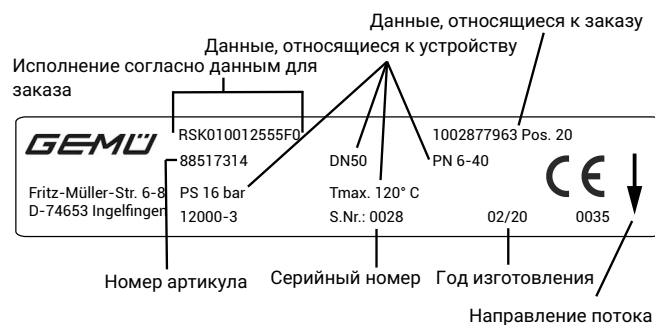 Данные, относящиеся к заказу
Данные, относящиеся к устройству
Исполнение согласно данным для
заказа
GEMÜ
RSK010012555F0
1002877963 Pos. 20
88517314
DN50
PN 6-40
CE
Fritz-Müller-Str. 6-8
PS 16 bar
Tmax. 120° C
D-74653 Ingelfingen
12000-3
S.Nr.: 0028
02/20
0035
Номер артикула
Серийный номер
Год изготовления
Направление потока